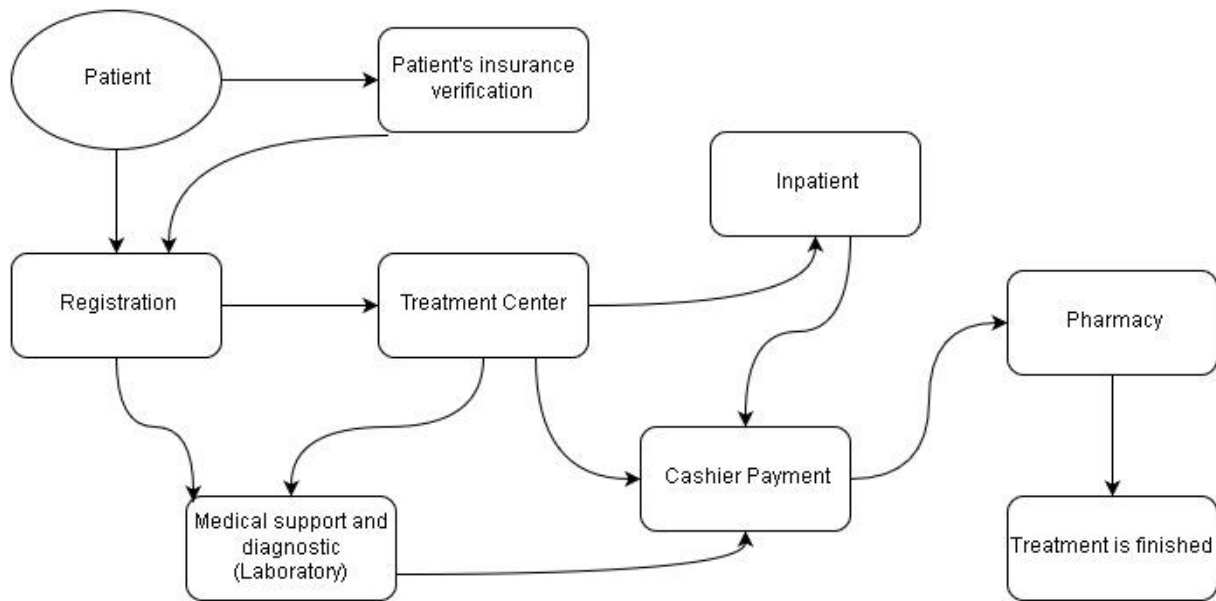 Patient
Patient's insurance
verification
Inpatient
Registration
Treatment Center
Pharmacy
Cashier Payment
Medical support and
diagnostic
(Laboratory)
Treatment is finished